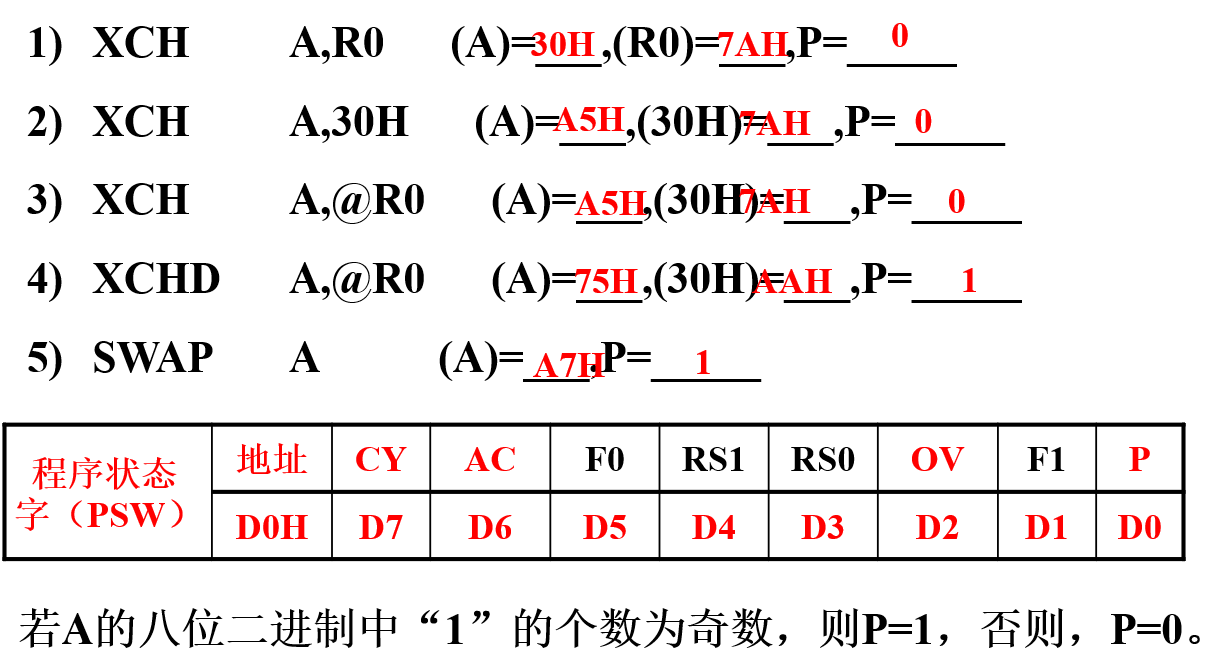 1) XCH A,R0 (A)=30H,(R0)=7AH,P=0
2) XCH A,30H (A)=A5H,(30H)=7AH,P=0
3) XCH A,@R0 (A)=A5H,(30H)=7AH,P=0
4) XCHD A,@R0 (A)=75H,(30H)=AAH,P=1
5) SWAP A (A)=A7H,P=1
程序状态字（PSW） 地址 CY AC F0 RS1 RS0 OV F1 P
D0H D7 D6 D5 D4 D3 D2 D1 D0
若A的八位二进制中“1”的个数为奇数，则P=1，否则，P=0。